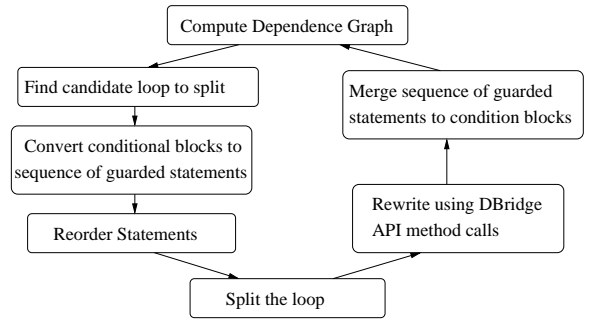 Compute Dependence Graph
Find candidate loop to split
Convert conditional blocks to
sequence of guarded statements
Reorder Statements
Split the loop
Rewrite using DBridge
API method calls
Merge sequence of guarded
statements to condition blocks